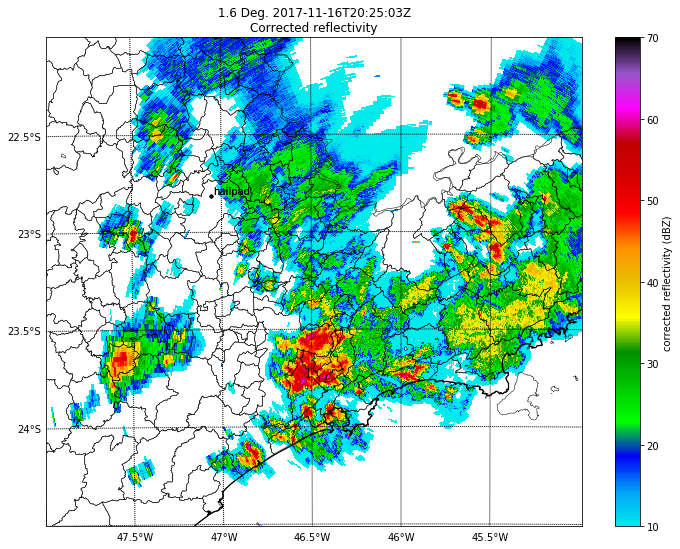 1.6 Deg. 2017-11-16T20:25:03Z
Corrected reflectivity
22.5°S
23°S
23.5°S
24°S
hailpad
47.5°W
47°W
46.5°W
46°W
45.5°W
70
60
50
40
30
20
10
corrected reflectivity (dBZ)